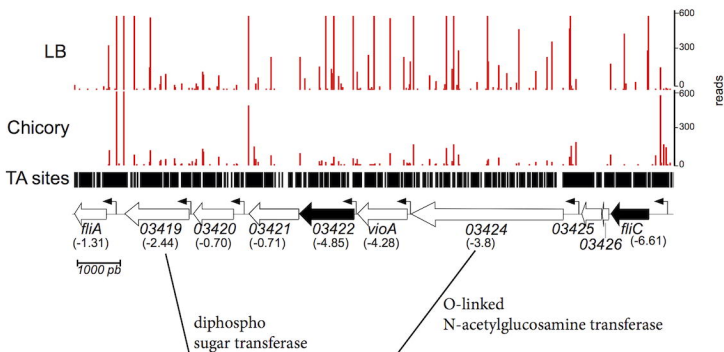 LB
600
300
0
reads
Chicory
600
300
0
TA sites
fliA 03419 03420 03421 03422 vioA 03424 03425 03426 fliC
(-1.31) (-2.44) (-0.70) (-0.71) (-4.85) (-4.28) (-3.8) (-6.61)
1000 pb
diphospho
sugar transferase
O-linked
N-acetylglucosamine transferase